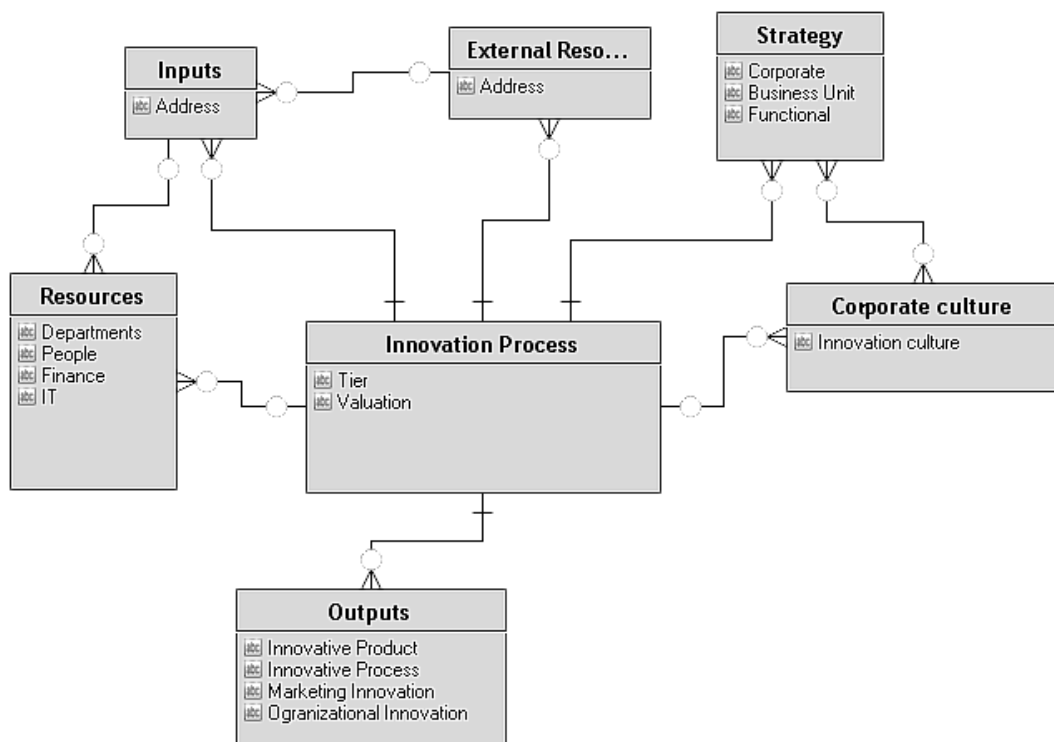 Inputs
Address
External Reso...
Address
Strategy
Corporate
Business Unit
Functional
Resources
Departments
People
Finance
IT
Innovation Process
Tier
Valuation
Corporate culture
Innovation culture
Outputs
Innovative Product
Innovative Process
Marketing Innovation
Ogranizational Innovation